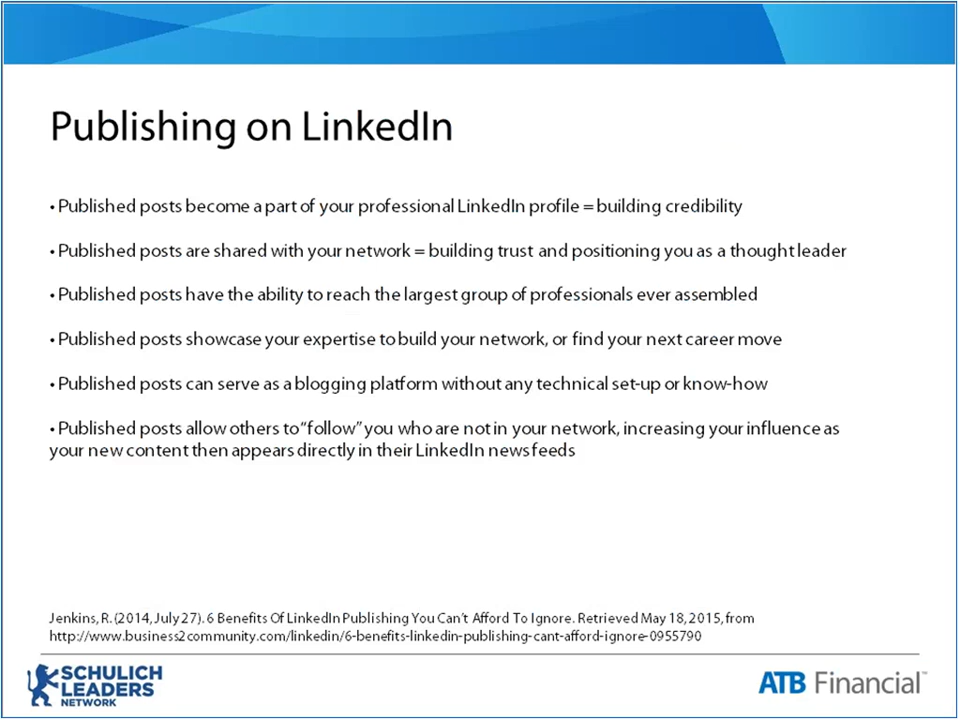 Publishing on LinkedIn
• Published posts become a part of your professional LinkedIn profile = building credibility
• Published posts are shared with your network = building trust and positioning you as a thought leader
• Published posts have the ability to reach the largest group of professionals ever assembled
• Published posts showcase your expertise to build your network, or find your next career move
• Published posts can serve as a blogging platform without any technical set-up or know-how
• Published posts allow others to “follow” you who are not in your network, increasing your influence as
your new content then appears directly in their LinkedIn news feeds
Jenkins, R. (2014, July 27). 6 Benefits Of LinkedIn Publishing You Can’t Afford To Ignore. Retrieved May 18, 2015, from
http://www.business2community.com/linkedin/6-benefits-linkedin-publishing-cant-afford-ignore-0955790
SCHULICH
LEADERS
NETWORK
ATB Financial™